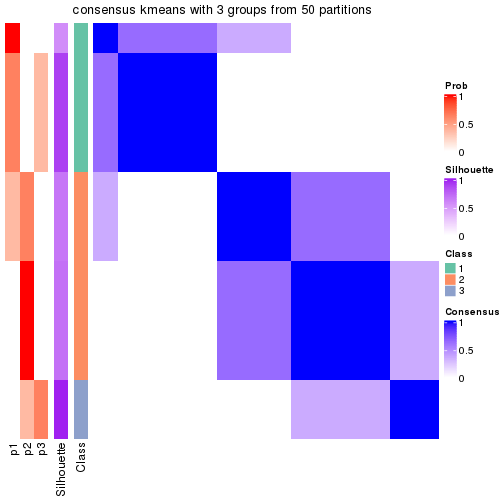 consensus kmeans with 3 groups from 50 partitions
Prob
1
0.5
0
Silhouette
1
0.5
0
Class
1
2
3
Consensus
1
0.5
0
p1
p2
p3
Silhouette
Class